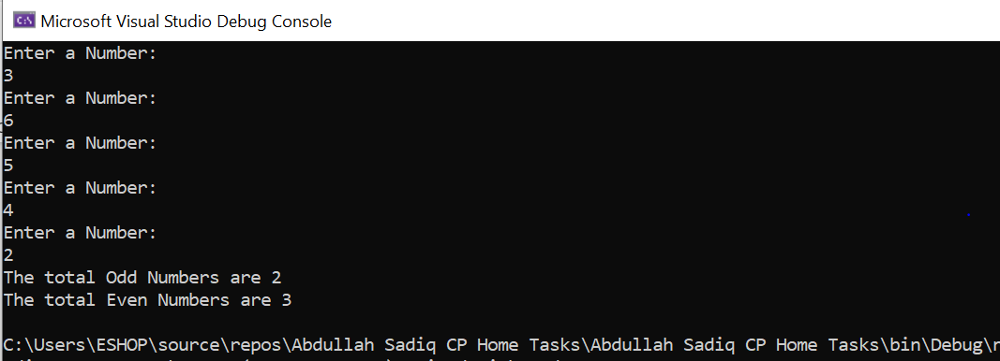 Microsoft Visual Studio Debug Console
Enter a Number:
3
Enter a Number:
6
Enter a Number:
5
Enter a Number:
4
Enter a Number:
2
The total Odd Numbers are 2
The total Even Numbers are 3
C:\Users\ESHOP\source\repos\Abdullah Sadiq CP Home Tasks\Abdullah Sadiq CP Home Tasks\bin\Debug\